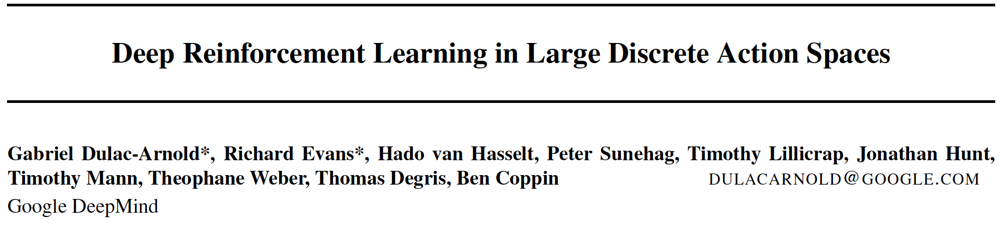 Deep Reinforcement Learning in Large Discrete Action Spaces
Gabriel Dulac-Arnold*, Richard Evans*, Hado van Hasselt, Peter Sunehag, Timothy Lillicrap, Jonathan Hunt,
Timothy Mann, Theophane Weber, Thomas Degris, Ben Coppin DULACARNOLD@GOOGLE.COM
Google DeepMind